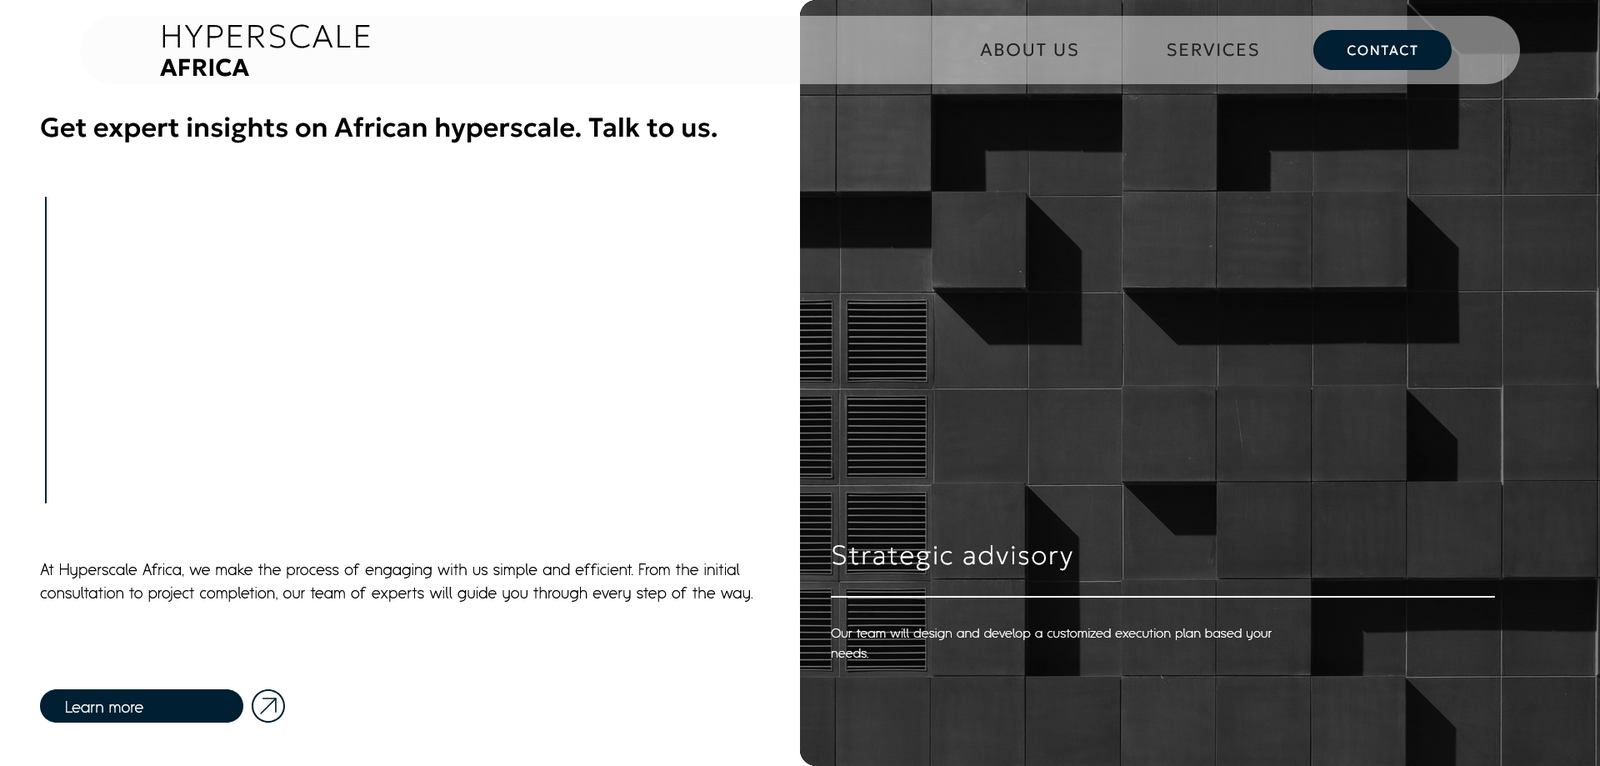 HYPERSCALE
AFRICA
ABOUT US
SERVICES
CONTACT
Get expert insights on African hyperscale. Talk to us.
At Hyperscale Africa, we make the process of engaging with us simple and efficient. From the initial
consultation to project completion, our team of experts will guide you through every step of the way.
Learn more
Strategic advisory
Our team will design and develop a customized execution plan based your
needs.